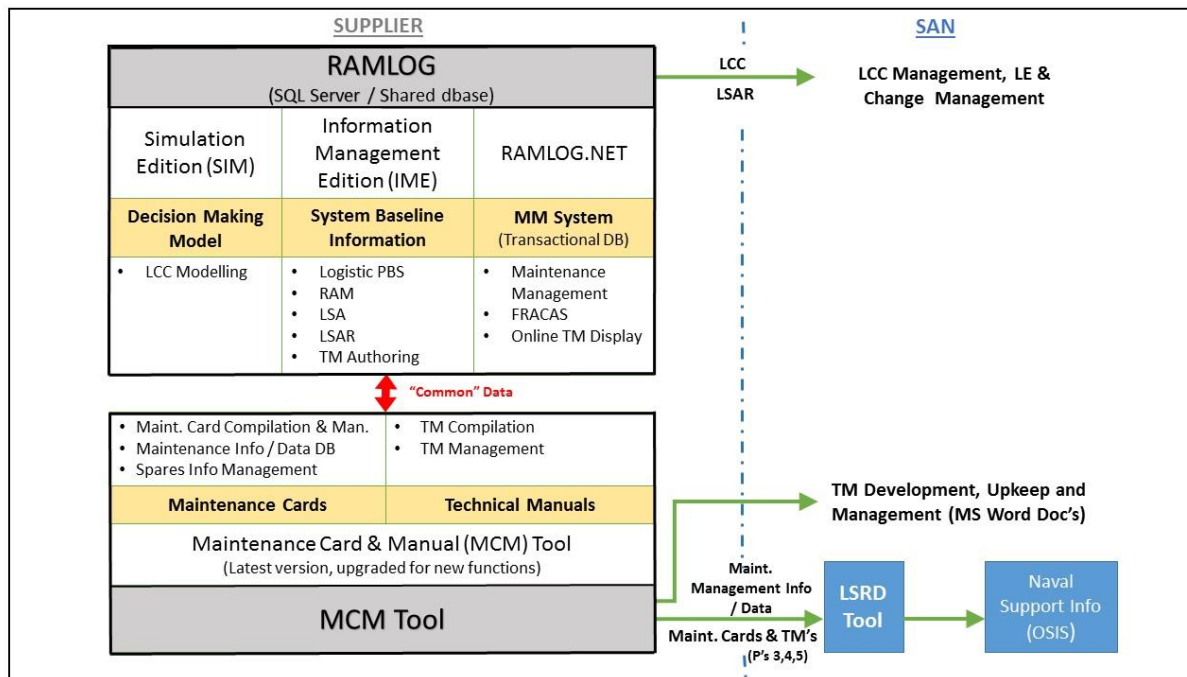 SUPPLIER
SAN
RAMLOG
(SQL Server / Shared dbase)
LCC
LSAR
LCC Management, LE &
Change Management
Simulation
Edition (SIM)
Information
Management
Edition (IME)
RAMLOG.NET
Decision Making
Model
System Baseline
Information
MM System
(Transactional DB)
• LCC Modelling
• Logistic PBS
• RAM
• LSA
• LSAR
• TM Authoring
• Maintenance
Management
• FRACAS
• Online TM Display
"Common" Data
• Maint. Card Compilation & Man.
• Maintenance Info / Data DB
• Spares Info Management
• TM Compilation
• TM Management
Maintenance Cards
Technical Manuals
Maintenance Card & Manual (MCM) Tool
(Latest version, upgraded for new functions)
MCM Tool
TM Development, Upkeep and
Management (MS Word Doc's)
Maint.
Management Info
/ Data
Maint. Cards & TM's
(P's 3,4,5)
LSRD
Tool
Naval
Support Info
(OSIS)